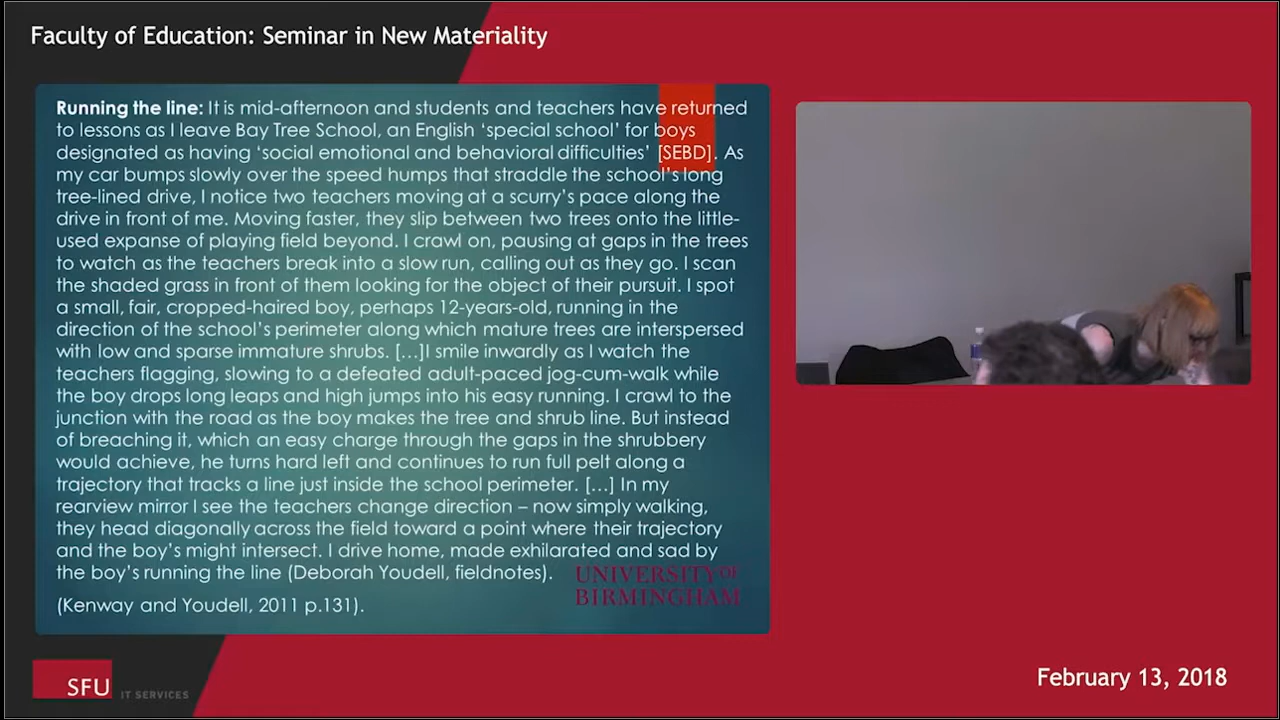 Faculty of Education: Seminar in New Materiality
Running the line: It is mid-afternoon and students and teachers have returned
to lessons as I leave Bay Tree School, an English ‘special school’ for boys
designated as having ‘social emotional and behavioral difficulties’ [SEBD]. As
my car bumps slowly over the speed humps that straddle the school’s long
tree-lined drive, I notice two teachers moving at a scurry’s pace along the
drive in front of me. Moving faster, they slip between two trees onto the little-
used expanse of playing field beyond. I crawl on, pausing at gaps in the trees
to watch as the teachers break into a slow run, calling out as they go. I scan
the shaded grass in front of them looking for the object of their pursuit. I spot
a small, fair, cropped-haired boy, perhaps 12-years-old, running in the
direction of the school’s perimeter along which mature trees are interspersed
with low and sparse immature shrubs. […]I smile inwardly as I watch the
teachers flagging, slowing to a defeated adult-paced jog-cum-walk while
the boy drops long leaps and high jumps into his easy running. I crawl to the
junction with the road as the boy makes the tree and shrub line. But instead
of breaching it, which an easy charge through the gaps in the shrubbery
would achieve, he turns hard left and continues to run full pelt along a
trajectory that tracks a line just inside the school perimeter. […] In my
rearview mirror I see the teachers change direction – now simply walking,
they head diagonally across the field toward a point where their trajectory
and the boy’s might intersect. I drive home, made exhilarated and sad by
the boy’s running the line (Deborah Youdell, fieldnotes).
UNIVERSITY OF
BIRMINGHAM
(Kenway and Youdell, 2011 p.131).
SFU IT SERVICES
February 13, 2018